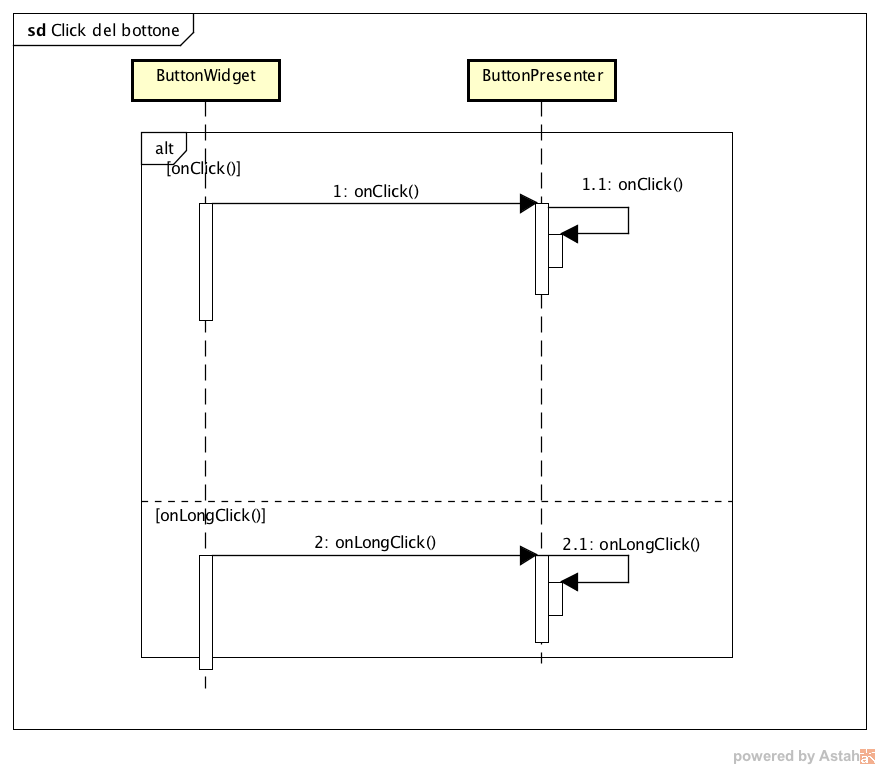 sd Click del bottone
ButtonWidget
ButtonPresenter
alt
[onClick()]
1: onClick()
1.1: onClick()
[onLongClick()]
2: onLongClick()
2.1: onLongClick()
powered by Astah